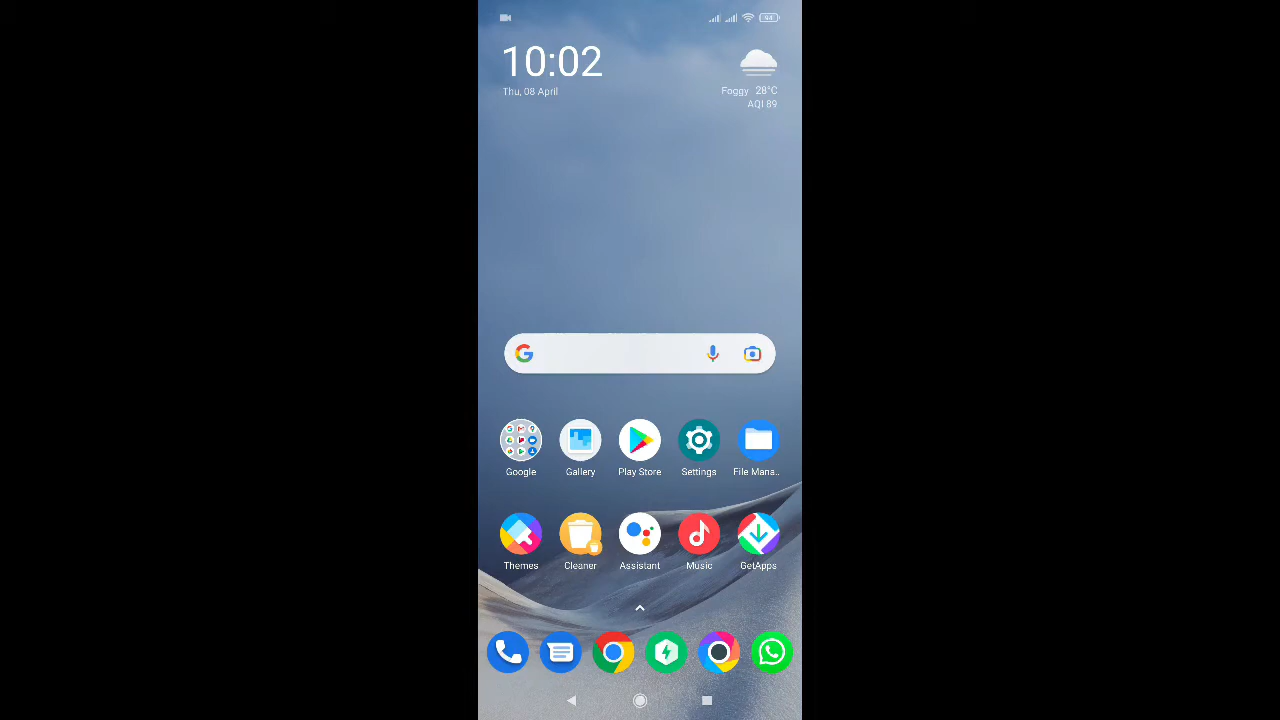 94
10:02
Thu, 08 April
Foggy 28°C
AQI 89
Google
Gallery
Play Store
Settings
File Mana..
Themes
Cleaner
Assistant
Music
GetApps